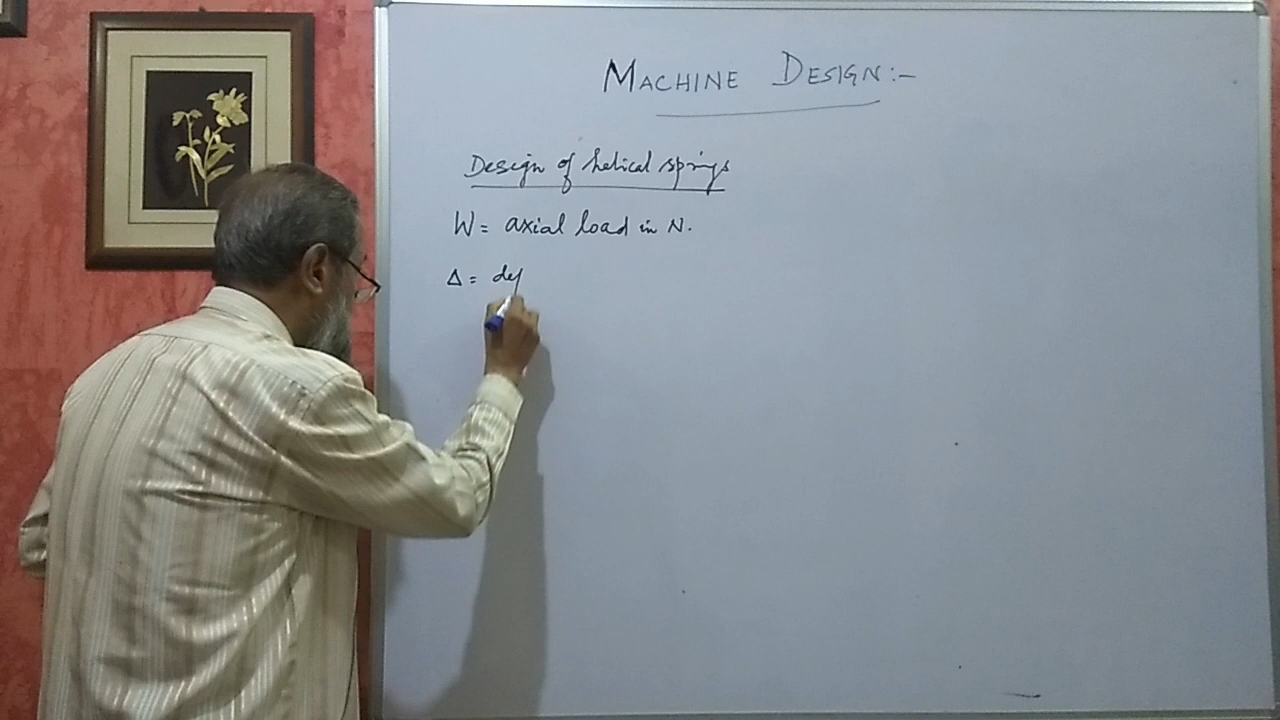 MACHINE DESIGN:-
Design of helical springs
W = axial load in N.
Δ = def